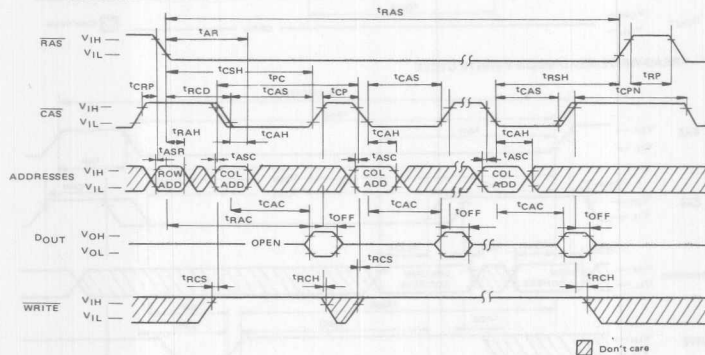 tRAS
tAR
RAS
VIH
VIL
tCSH
tPC
tRSH
tRP
tCRP
tRCD
tCAS
tCP
tCAS
tCAS
tCPN
CAS
VIH
VIL
tRAH
tCAH
tCAH
tCAH
tASR
tASC
tASC
tASC
ADDRESSES
VIH
VIL
ROW ADD
COL ADD
COL ADD
COL ADD
tCAC
tCAC
tCAC
tRAC
tOFF
tOFF
tOFF
DOUT
VOH
VOL
OPEN
tRCS
tRCS
tRCH
tRCH
WRITE
VIH
VIL
Don't care